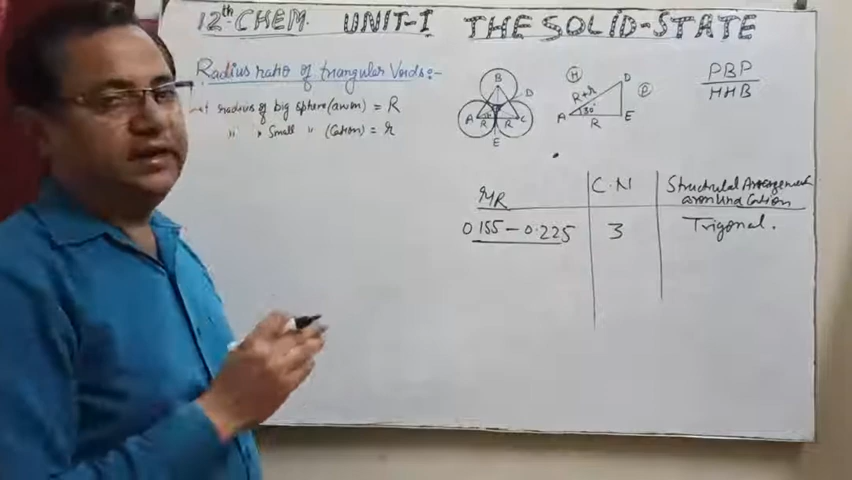 12th CHEM. UNIT-I THE SOLID-STATE
Radius ratio of triangular Voids:-
radius of big sphere (anion) = R
" " Small " (Cation) = r
B
D
A
R
R
C
E
H
D
R+r
P
A
30°
R
E
PBP
HHB
r/R
C.N
Structural Arrangement
around Cation
0.155 – 0.225
3
Trigonal.